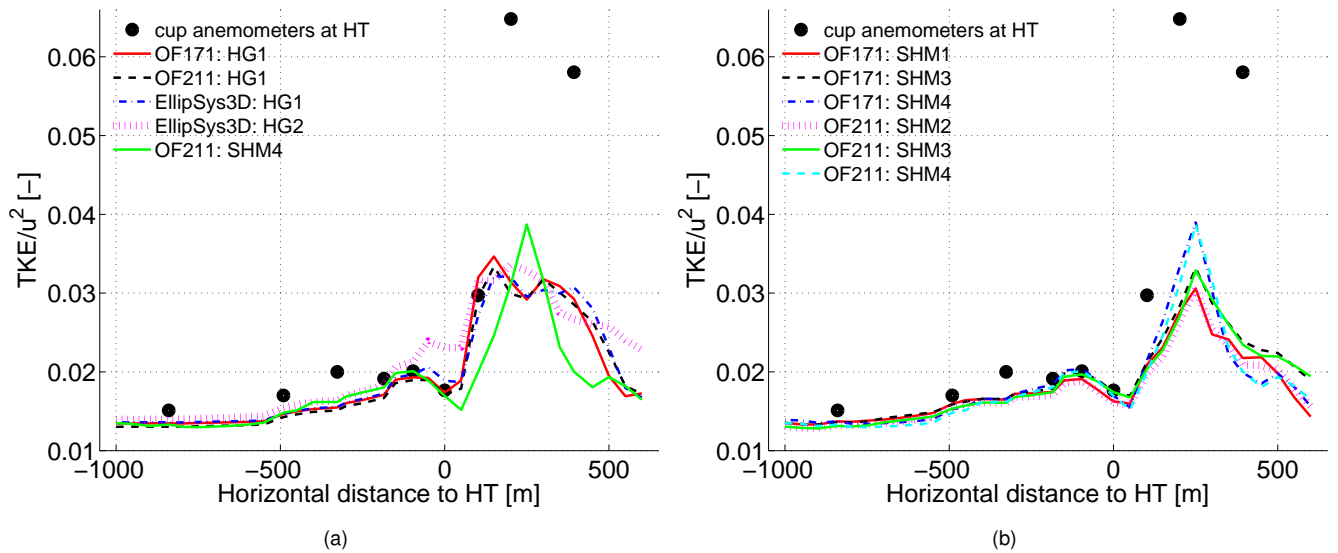 cup anemometers at HT
OF171: HG1
OF211: HG1
EllipSys3D: HG1
EllipSys3D: HG2
OF211: SHM4
0.06
0.05
0.04
0.03
0.02
0.01
TKE/u² [−]
−1000
−500
0
500
Horizontal distance to HT [m]
(a)
cup anemometers at HT
OF171: SHM1
OF171: SHM3
OF171: SHM4
OF211: SHM2
OF211: SHM3
OF211: SHM4
0.06
0.05
0.04
0.03
0.02
0.01
TKE/u² [−]
−1000
−500
0
500
Horizontal distance to HT [m]
(b)